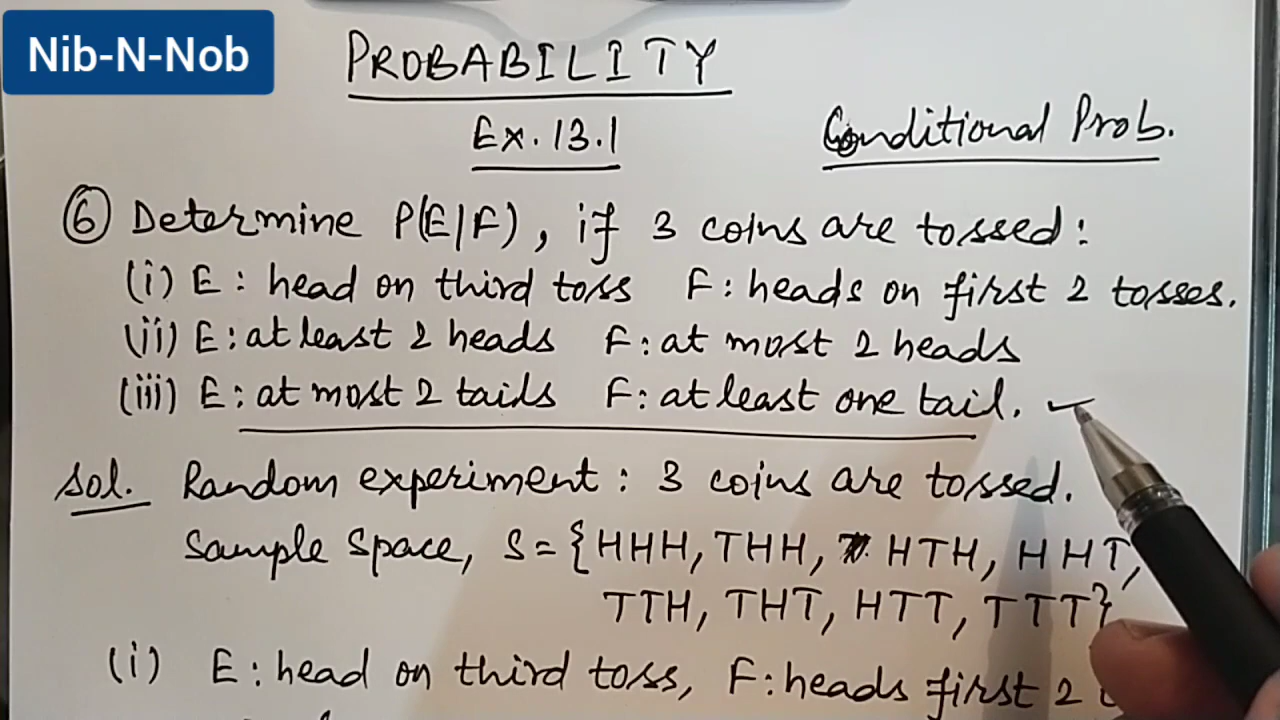 Nib-N-Nob
PROBABILITY
Ex. 13.1
Conditional Prob.
⑥ Determine P(E/F), if 3 coins are tossed:
(i) E: head on third toss F: heads on first 2 tosses.
(ii) E: at least 2 heads F: at most 2 heads
(iii) E: at most 2 tails F: at least one tail. ✓
Sol. Random experiment: 3 coins are tossed.
Sample space, S = {HHH, THH, HTH, HHT,
TTH, THT, HTT, TTT}
(i) E: head on third toss, F: heads first 2